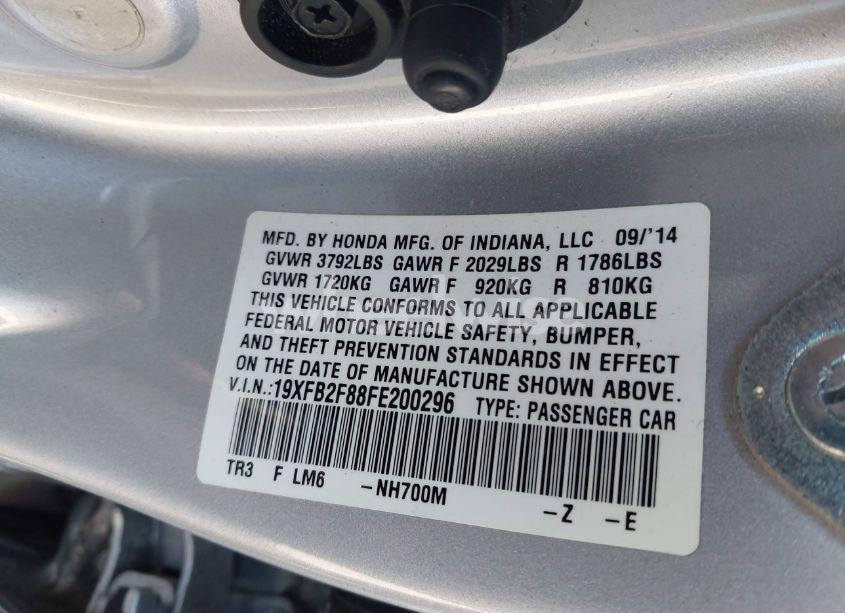 MFD. BY HONDA MFG. OF INDIANA, LLC 09/'14
GVWR 3792LBS GAWR F 2029LBS R 1786LBS
GVWR 1720KG GAWR F 920KG R 810KG
THIS VEHICLE CONFORMS TO ALL APPLICABLE
FEDERAL MOTOR VEHICLE SAFETY, BUMPER,
AND THEFT PREVENTION STANDARDS IN EFFECT
ON THE DATE OF MANUFACTURE SHOWN ABOVE.
V.I.N.:19XFB2F88FE200296 TYPE: PASSENGER CAR
TR3 F LM6 -NH700M
-Z -E